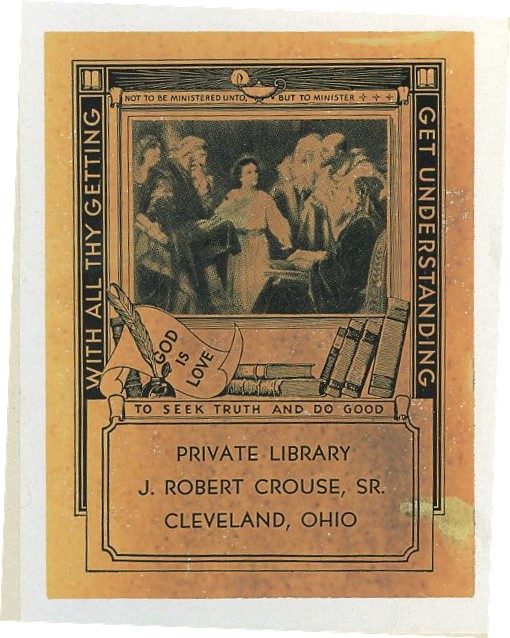 NOT TO BE MINISTERED UNTO, BUT TO MINISTER
WITH ALL THY GETTING
GET UNDERSTANDING
GOD
IS
LOVE
TO SEEK TRUTH AND DO GOOD
PRIVATE LIBRARY
J. ROBERT CROUSE, SR.
CLEVELAND, OHIO